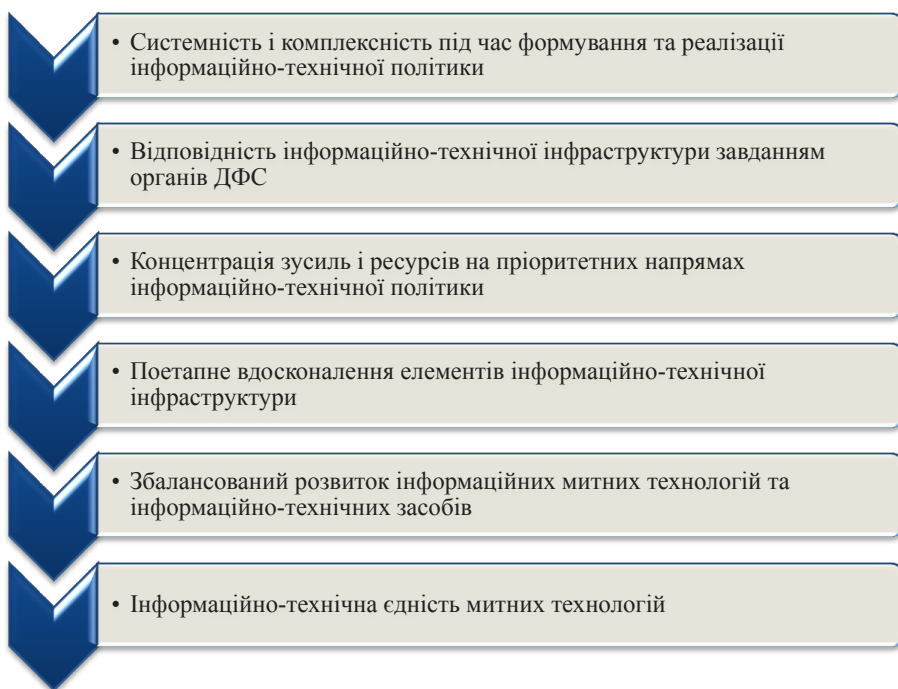 • Системність і комплексність під час формування та реалізації
інформаційно-технічної політики
• Відповідність інформаційно-технічної інфраструктури завданням
органів ДФС
• Концентрація зусиль і ресурсів на пріоритетних напрямах
інформаційно-технічної політики
• Поетапне вдосконалення елементів інформаційно-технічної
інфраструктури
• Збалансований розвиток інформаційних митних технологій та
інформаційно-технічних засобів
• Інформаційно-технічна єдність митних технологій